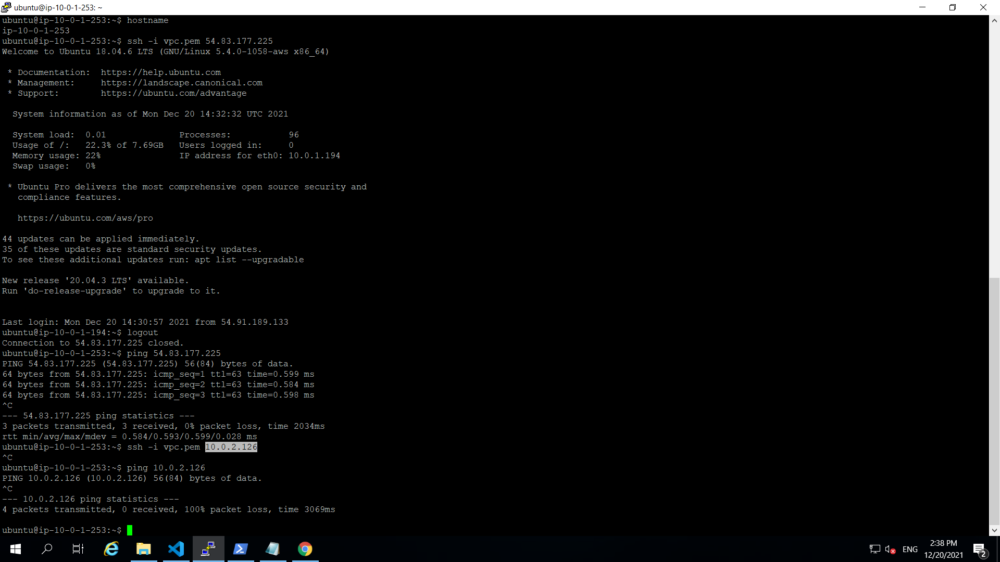 ubuntu@ip-10-0-1-253: ~
ubuntu@ip-10-0-1-253:~$ hostname
ip-10-0-1-253
ubuntu@ip-10-0-1-253:~$ ssh -i vpc.pem 54.83.177.225
Welcome to Ubuntu 18.04.6 LTS (GNU/Linux 5.4.0-1058-aws x86_64)
* Documentation:  https://help.ubuntu.com
* Management:     https://landscape.canonical.com
* Support:        https://ubuntu.com/advantage
System information as of Mon Dec 20 14:32:32 UTC 2021
System load:  0.01              Processes:           96
Usage of /:   22.3% of 7.69GB   Users logged in:     0
Memory usage: 22%               IP address for eth0: 10.0.1.194
Swap usage:   0%
* Ubuntu Pro delivers the most comprehensive open source security and
compliance features.
https://ubuntu.com/aws/pro
44 updates can be applied immediately.
35 of these updates are standard security updates.
To see these additional updates run: apt list --upgradable
New release '20.04.3 LTS' available.
Run 'do-release-upgrade' to upgrade to it.
Last login: Mon Dec 20 14:30:57 2021 from 54.91.189.133
ubuntu@ip-10-0-1-194:~$ logout
Connection to 54.83.177.225 closed.
ubuntu@ip-10-0-1-253:~$ ping 54.83.177.225
PING 54.83.177.225 (54.83.177.225) 56(84) bytes of data.
64 bytes from 54.83.177.225: icmp_seq=1 ttl=63 time=0.599 ms
64 bytes from 54.83.177.225: icmp_seq=2 ttl=63 time=0.584 ms
64 bytes from 54.83.177.225: icmp_seq=3 ttl=63 time=0.598 ms
^C
--- 54.83.177.225 ping statistics ---
3 packets transmitted, 3 received, 0% packet loss, time 2034ms
rtt min/avg/max/mdev = 0.584/0.593/0.599/0.028 ms
ubuntu@ip-10-0-1-253:~$ ssh -i vpc.pem 10.0.2.126
^C
ubuntu@ip-10-0-1-253:~$ ping 10.0.2.126
PING 10.0.2.126 (10.0.2.126) 56(84) bytes of data.
^C
--- 10.0.2.126 ping statistics ---
4 packets transmitted, 0 received, 100% packet loss, time 3069ms
ubuntu@ip-10-0-1-253:~$
ENG
2:38 PM
12/20/2021
2